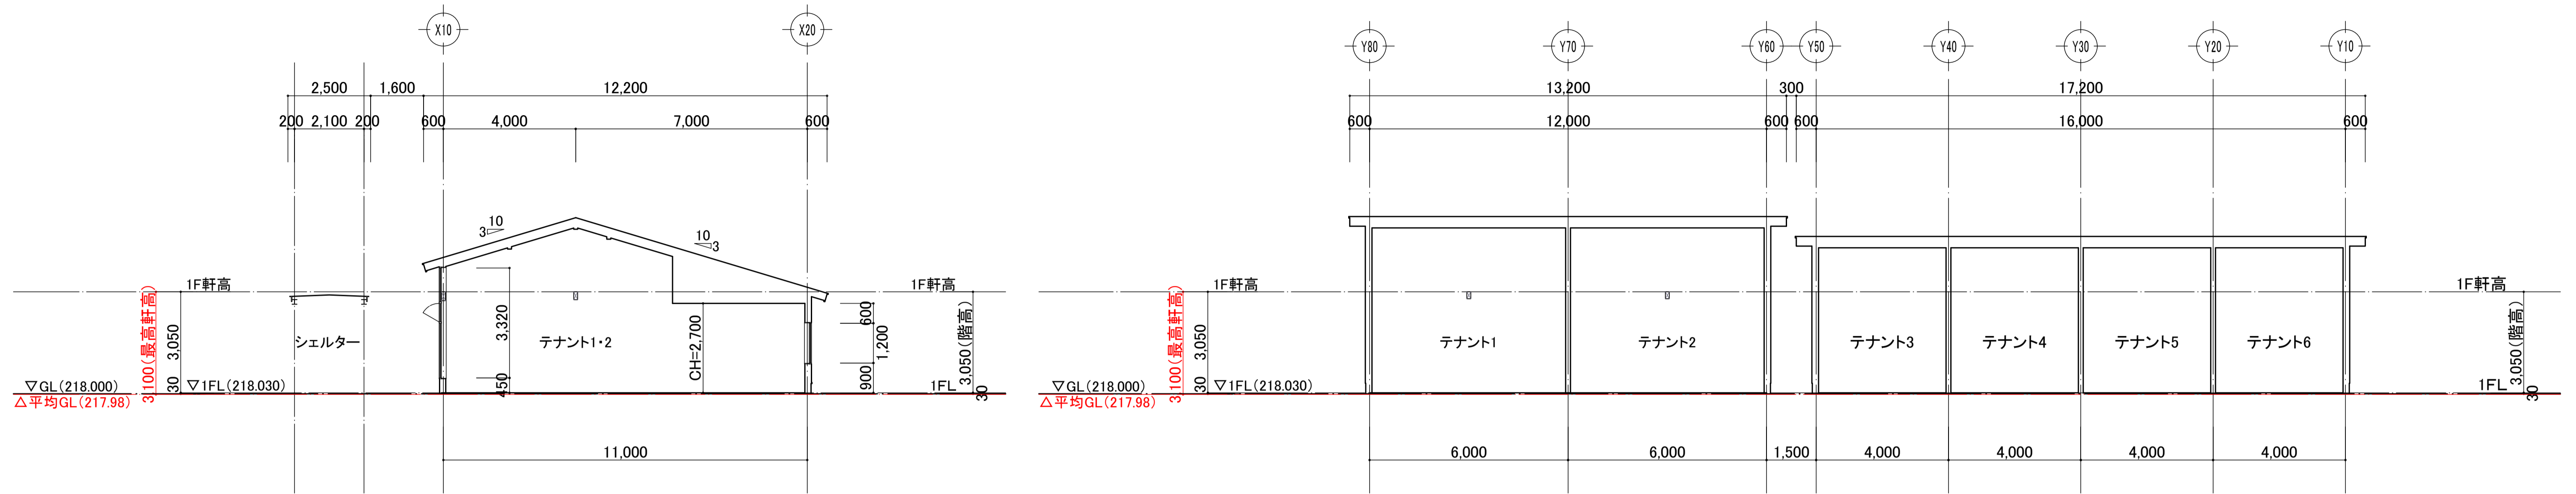 X10
X20
2,500
1,600
12,200
200
2,100
200
600
4,000
7,000
600
10
3
10
3
1F軒高
1F軒高
3,100(最高軒高)
3,050
30
シェルター
3,320
450
テナント1・2
CH=2,700
600
1,200
900
3,050(階高)
30
▽GL(218.000)
▽1FL(218.030)
1FL
△平均GL(217.98)
11,000
Y80
Y70
Y60
Y50
Y40
Y30
Y20
Y10
13,200
300
17,200
600
12,000
600
600
16,000
600
1F軒高
1F軒高
3,100(最高軒高)
3,050
30
テナント1
テナント2
テナント3
テナント4
テナント5
テナント6
3,050(階高)
30
▽GL(218.000)
▽1FL(218.030)
1FL
△平均GL(217.98)
6,000
6,000
1,500
4,000
4,000
4,000
4,000